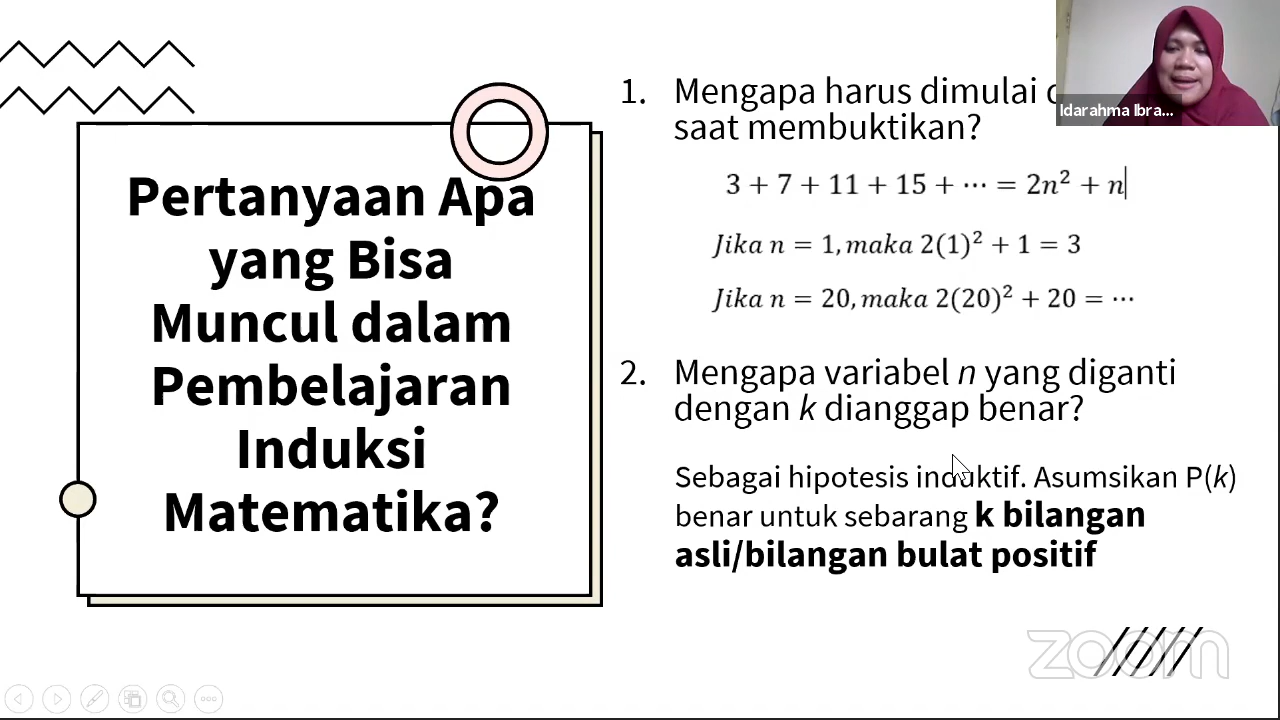 Pertanyaan Apa
yang Bisa
Muncul dalam
Pembelajaran
Induksi
Matematika?
1. Mengapa harus dimulai
saat membuktikan?
3 + 7 + 11 + 15 + ⋯ = 2n² + n
Jika n = 1, maka 2(1)² + 1 = 3
Jika n = 20, maka 2(20)² + 20 = ⋯
2. Mengapa variabel n yang diganti
dengan k dianggap benar?
Sebagai hipotesis induktif. Asumsikan P(k)
benar untuk sebarang k bilangan
asli/bilangan bulat positif
Idarahma Ibra...
zoom